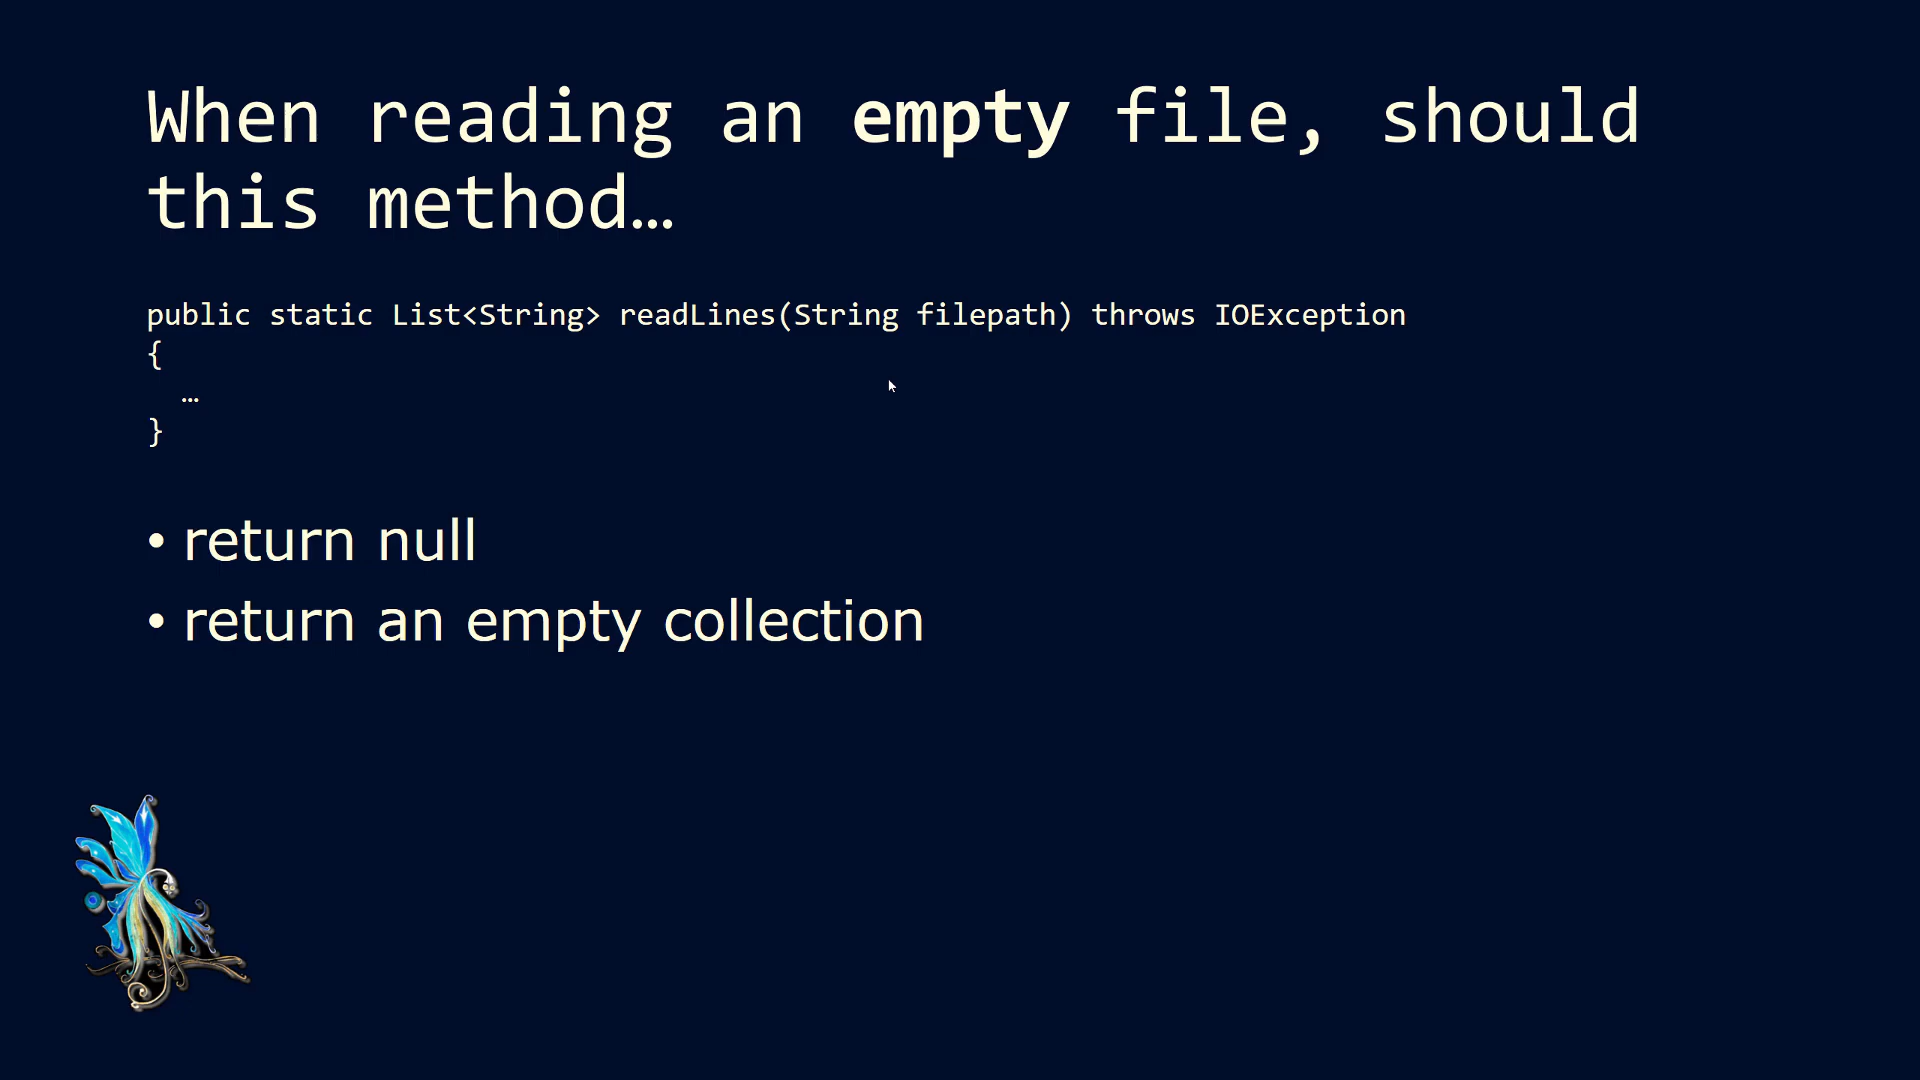 When reading an empty file, should
this method…
public static List<String> readLines(String filepath) throws IOException
{
…
}
• return null
• return an empty collection